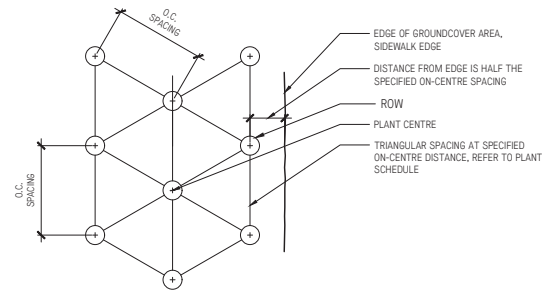 O.C.
SPACING
EDGE OF GROUNDCOVER AREA,
SIDEWALK EDGE
DISTANCE FROM EDGE IS HALF THE
SPECIFIED ON-CENTRE SPACING
ROW
PLANT CENTRE
TRIANGULAR SPACING AT SPECIFIED
ON-CENTRE DISTANCE, REFER TO PLANT
SCHEDULE
O.C.
SPACING